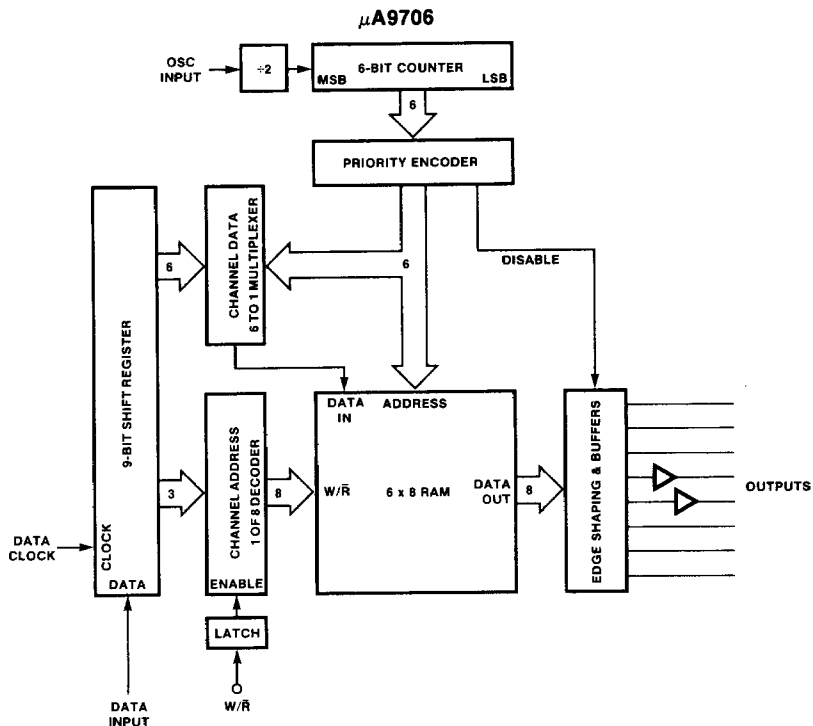 μA9706
OSC
INPUT
÷2
6-BIT COUNTER
MSB
LSB
6
PRIORITY ENCODER
9-BIT SHIFT REGISTER
6
CHANNEL DATA
6 TO 1 MULTIPLEXER
6
DISABLE
DATA
IN
ADDRESS
3
CHANNEL ADDRESS
1 OF 8 DECODER
8
W/R̄
6 x 8 RAM
DATA
OUT
8
EDGE SHAPING & BUFFERS
OUTPUTS
DATA
CLOCK
CLOCK
DATA
ENABLE
LATCH
DATA
INPUT
W/R̄